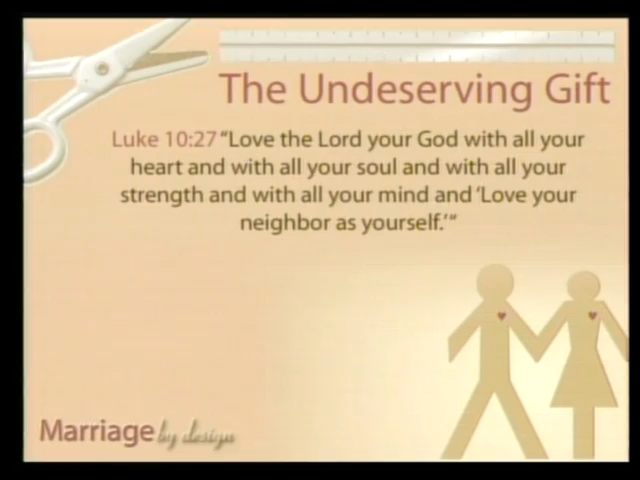 The Undeserving Gift
Luke 10:27 “Love the Lord your God with all your
heart and with all your soul and with all your
strength and with all your mind and ‘Love your
neighbor as yourself.’“
Marriage by design